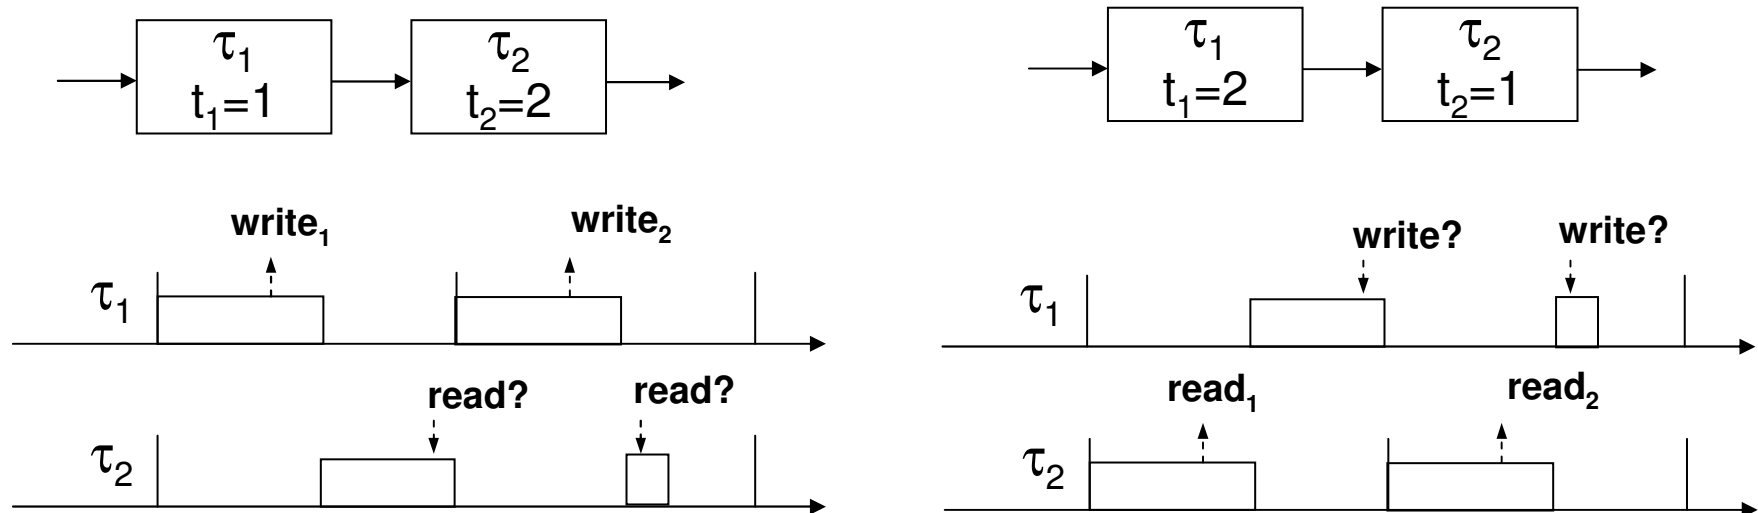 τ₁ τ₂ τ₁ τ₂
t₁=1 t₂=2 t₁=2 t₂=1
write₁ write₂ write? write?
τ₁ τ₁
read? read? read₁ read₂
τ₂ τ₂